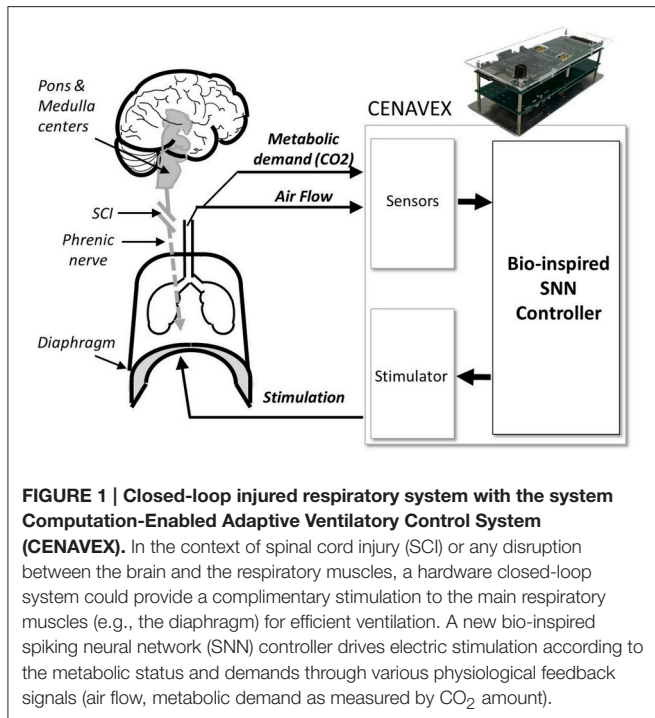 Pons &
Medulla
centers
SCI
Phrenic
nerve
Diaphragm
Metabolic
demand (CO2)
Air Flow
Stimulation
CENAVEX
Sensors
Stimulator
Bio-inspired
SNN
Controller
FIGURE 1 | Closed-loop injured respiratory system with the system
Computation-Enabled Adaptive Ventilatory Control System
(CENAVEX). In the context of spinal cord injury (SCI) or any disruption
between the brain and the respiratory muscles, a hardware closed-loop
system could provide a complimentary stimulation to the main respiratory
muscles (e.g., the diaphragm) for efficient ventilation. A new bio-inspired
spiking neural network (SNN) controller drives electric stimulation according to
the metabolic status and demands through various physiological feedback
signals (air flow, metabolic demand as measured by CO₂ amount).